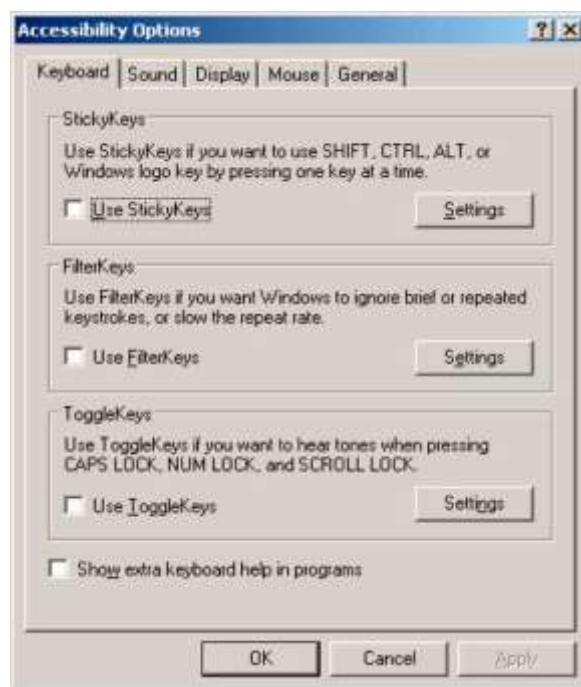 Accessibility Options
Keyboard Sound Display Mouse General
StickyKeys
Use StickyKeys if you want to use SHIFT, CTRL, ALT, or
Windows logo key by pressing one key at a time.
Use StickyKeys Settings
FilterKeys
Use FilterKeys if you want Windows to ignore brief or repeated
keystrokes, or slow the repeat rate.
Use FilterKeys Settings
ToggleKeys
Use ToggleKeys if you want to hear tones when pressing
CAPS LOCK, NUM LOCK, and SCROLL LOCK.
Use ToggleKeys Settings
Show extra keyboard help in programs
OK Cancel Apply